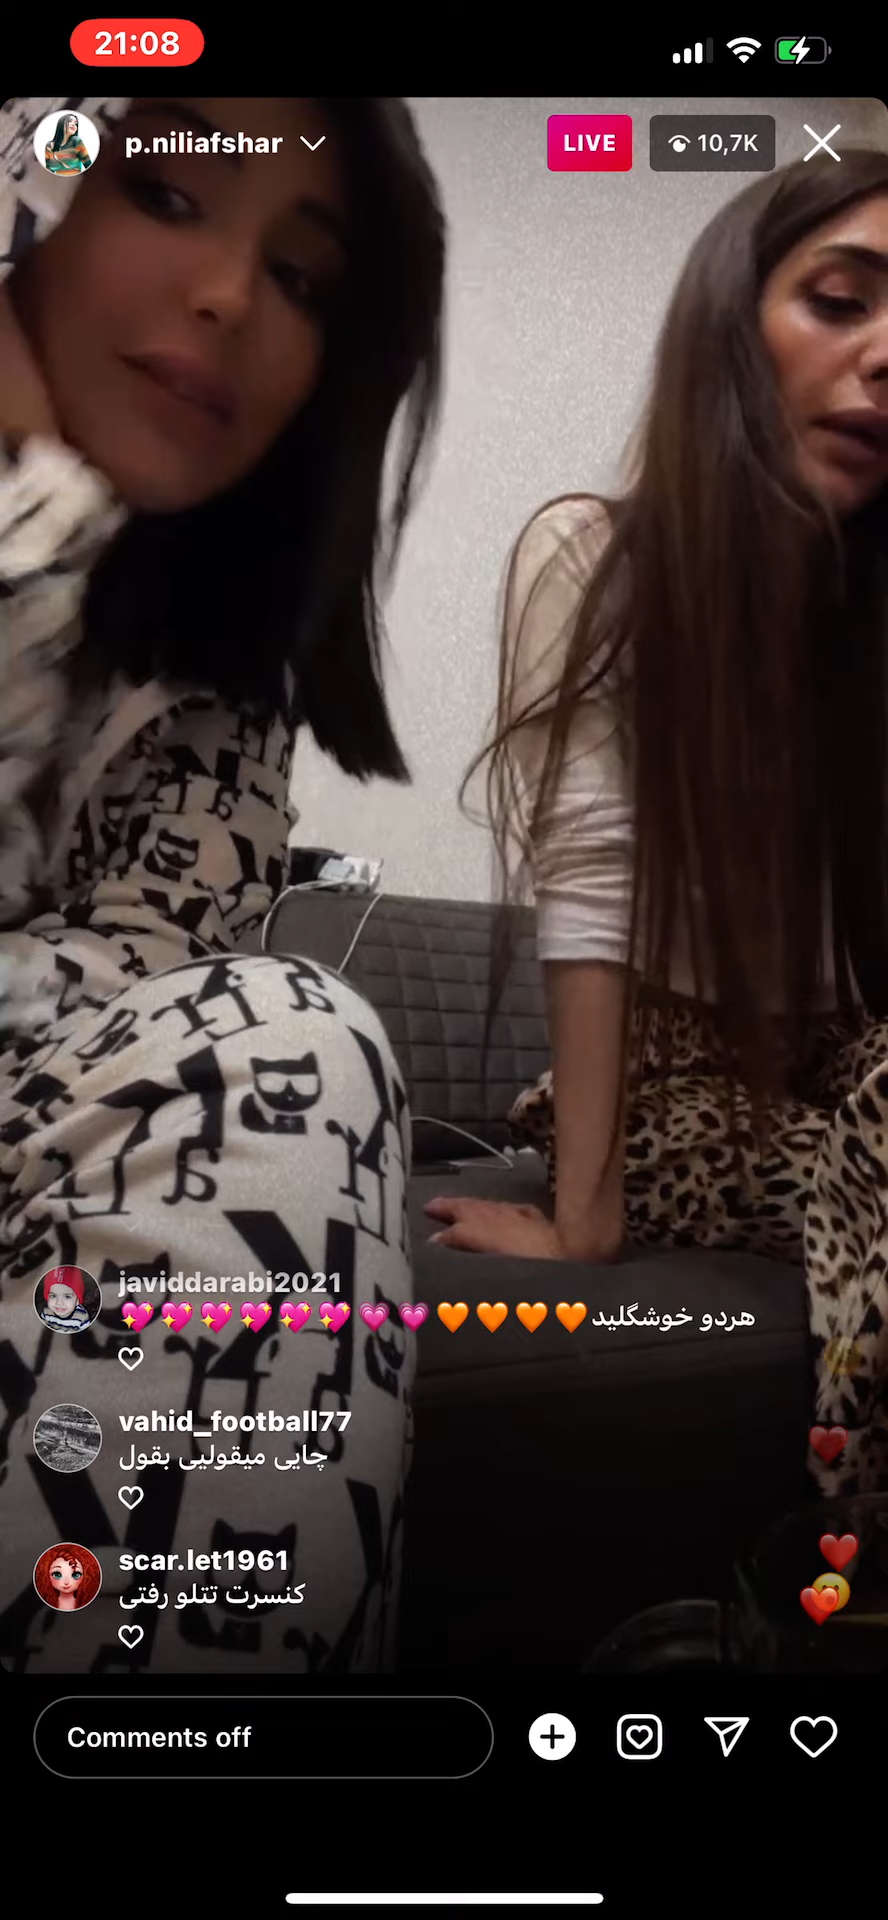 21:08
p.niliafshar
LIVE
10,7K
javiddarabi2021
هردو خوشگلید🧡🧡🧡🧡💗💗💖💖💖💖💖💖
vahid_football77
چایی میقولیی بقول
scar.let1961
کنسرت تتلو رفتی
Comments off